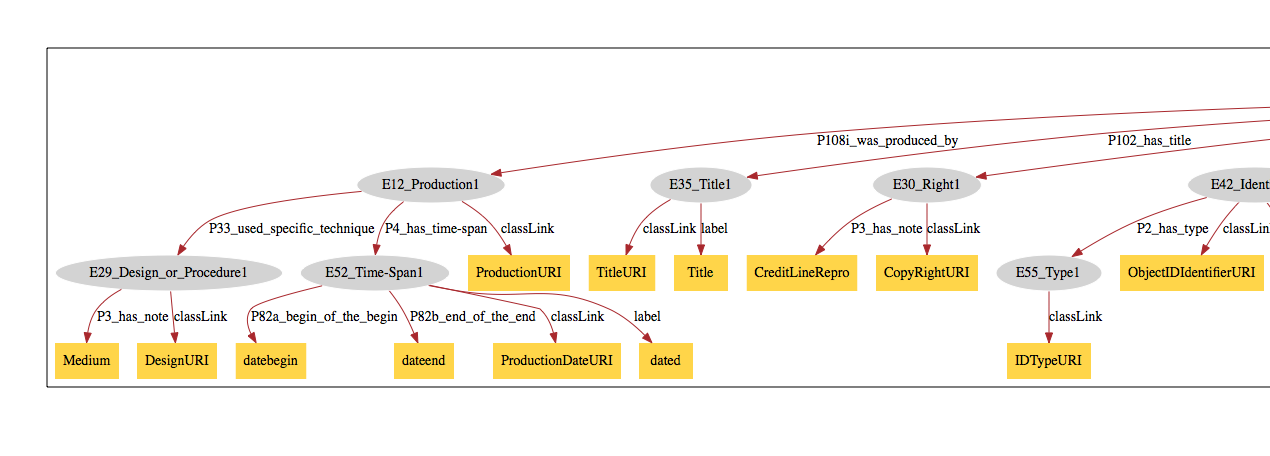 P108i_was_produced_by
P102_has_title
E12_Production1
E35_Title1
E30_Right1
E42_Ident
P33_used_specific_technique
P4_has_time-span
classLink
classLink
label
P3_has_note
classLink
P2_has_type
classLin
E29_Design_or_Procedure1
E52_Time-Span1
ProductionURI
TitleURI
Title
CreditLineRepro
CopyRightURI
E55_Type1
ObjectIDIdentifierURI
P3_has_note
classLink
P82a_begin_of_the_begin
P82b_end_of_the_end
classLink
label
classLink
Medium
DesignURI
datebegin
dateend
ProductionDateURI
dated
IDTypeURI